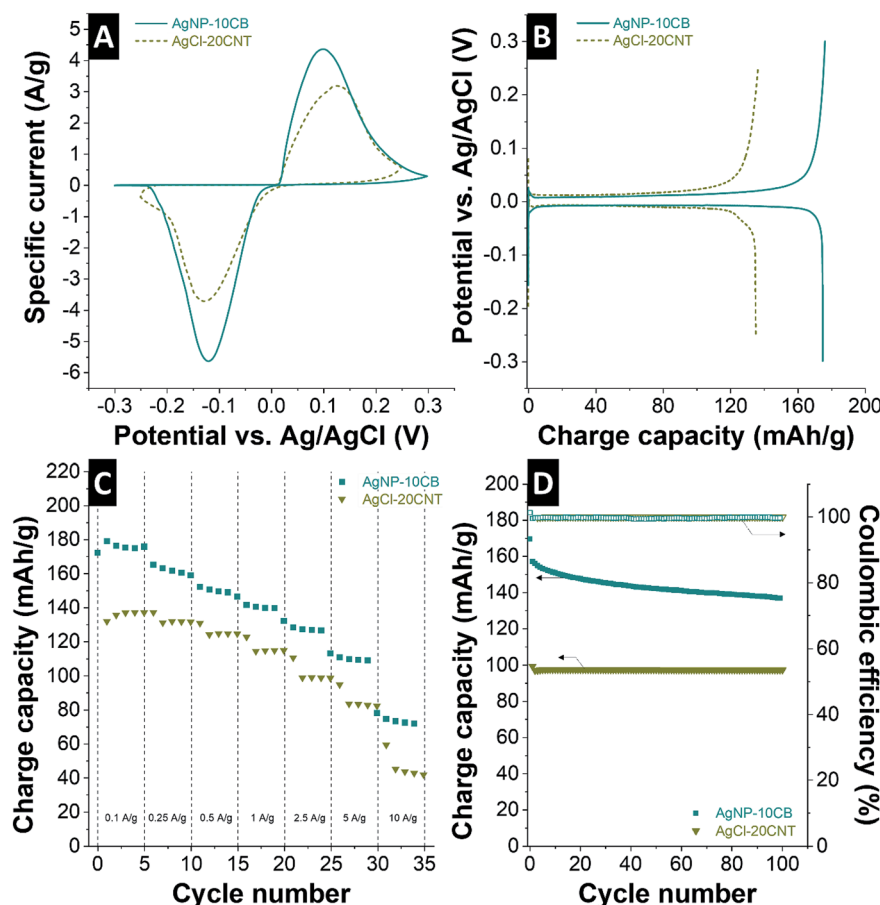 A
AgNP-10CB
AgCl-20CNT
Specific current (A/g)
5
4
3
2
1
0
-1
-2
-3
-4
-5
-6
-0.3 -0.2 -0.1 0.0 0.1 0.2 0.3
Potential vs. Ag/AgCl (V)
B
AgNP-10CB
AgCl-20CNT
Potential vs. Ag/AgCl (V)
0.3
0.2
0.1
0.0
-0.1
-0.2
-0.3
0 40 80 120 160 200
Charge capacity (mAh/g)
C
AgNP-10CB
AgCl-20CNT
Charge capacity (mAh/g)
220
200
180
160
140
120
100
80
60
40
20
0
0.1 A/g 0.25 A/g 0.5 A/g 1 A/g 2.5 A/g 5 A/g 10 A/g
0 5 10 15 20 25 30 35
Cycle number
D
Charge capacity (mAh/g)
200
180
160
140
120
100
80
60
40
20
0
100
80
60
40
20
0
Coulombic efficiency (%)
AgNP-10CB
AgCl-20CNT
0 20 40 60 80 100
Cycle number